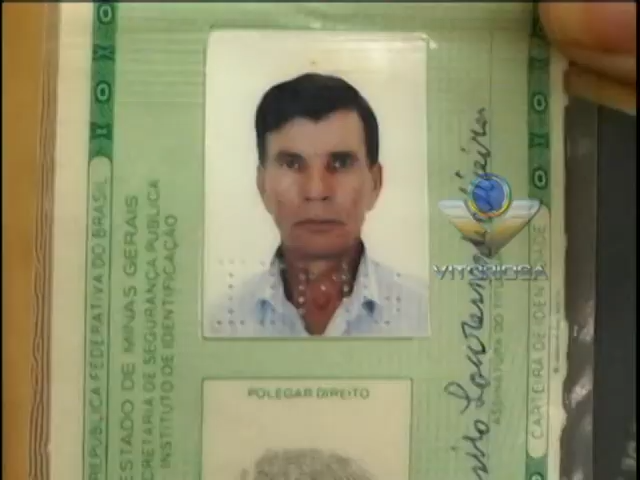 REPÚBLICA FEDERATIVA DO BRASIL
ESTADO DE MINAS GERAIS
SECRETARIA DE SEGURANÇA PÚBLICA
INSTITUTO DE IDENTIFICAÇÃO
POLEGAR DIREITO
ASSINATURA DO
CARTEIRA DE IDENTIDADE
VITORIOSA